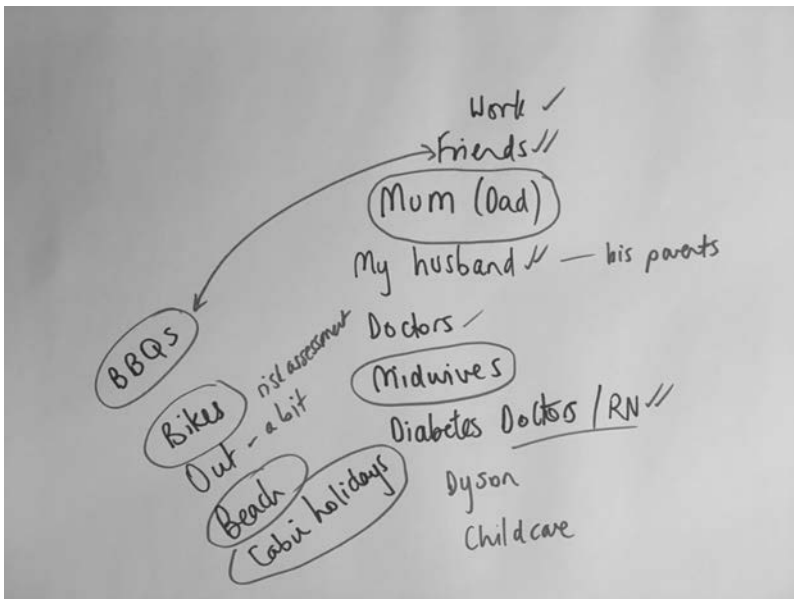 Work ✓
Friends ✓✓
Mum (Dad)
My husband ✓✓ — his parents
Doctors ✓
Midwives
Diabetes Doctors / RN ✓✓
Dyson
Childcare
BBQs
Bikes risk assessment
Out - a bit
Beach
Cabin holidays